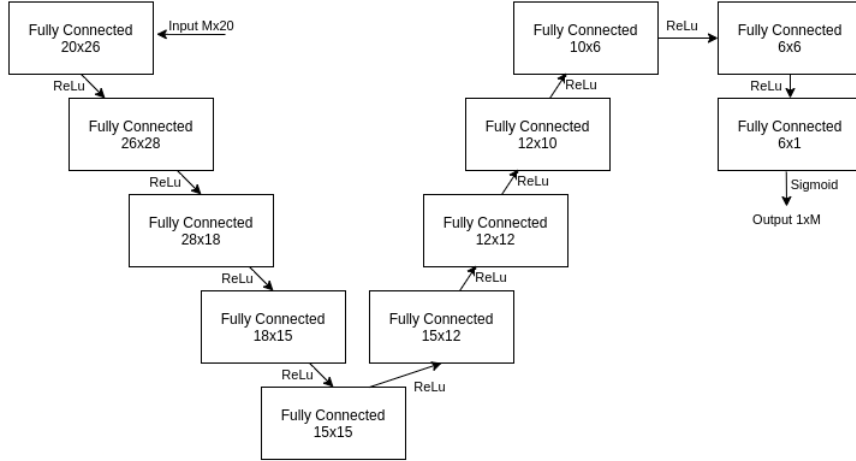 Fully Connected
20x26
Input Mx20
ReLu
Fully Connected
26x28
ReLu
Fully Connected
28x18
ReLu
Fully Connected
18x15
ReLu
Fully Connected
15x15
ReLu
Fully Connected
15x12
ReLu
Fully Connected
12x12
ReLu
Fully Connected
12x10
ReLu
Fully Connected
10x6
ReLu
Fully Connected
6x6
ReLu
Fully Connected
6x1
Sigmoid
Output 1xM